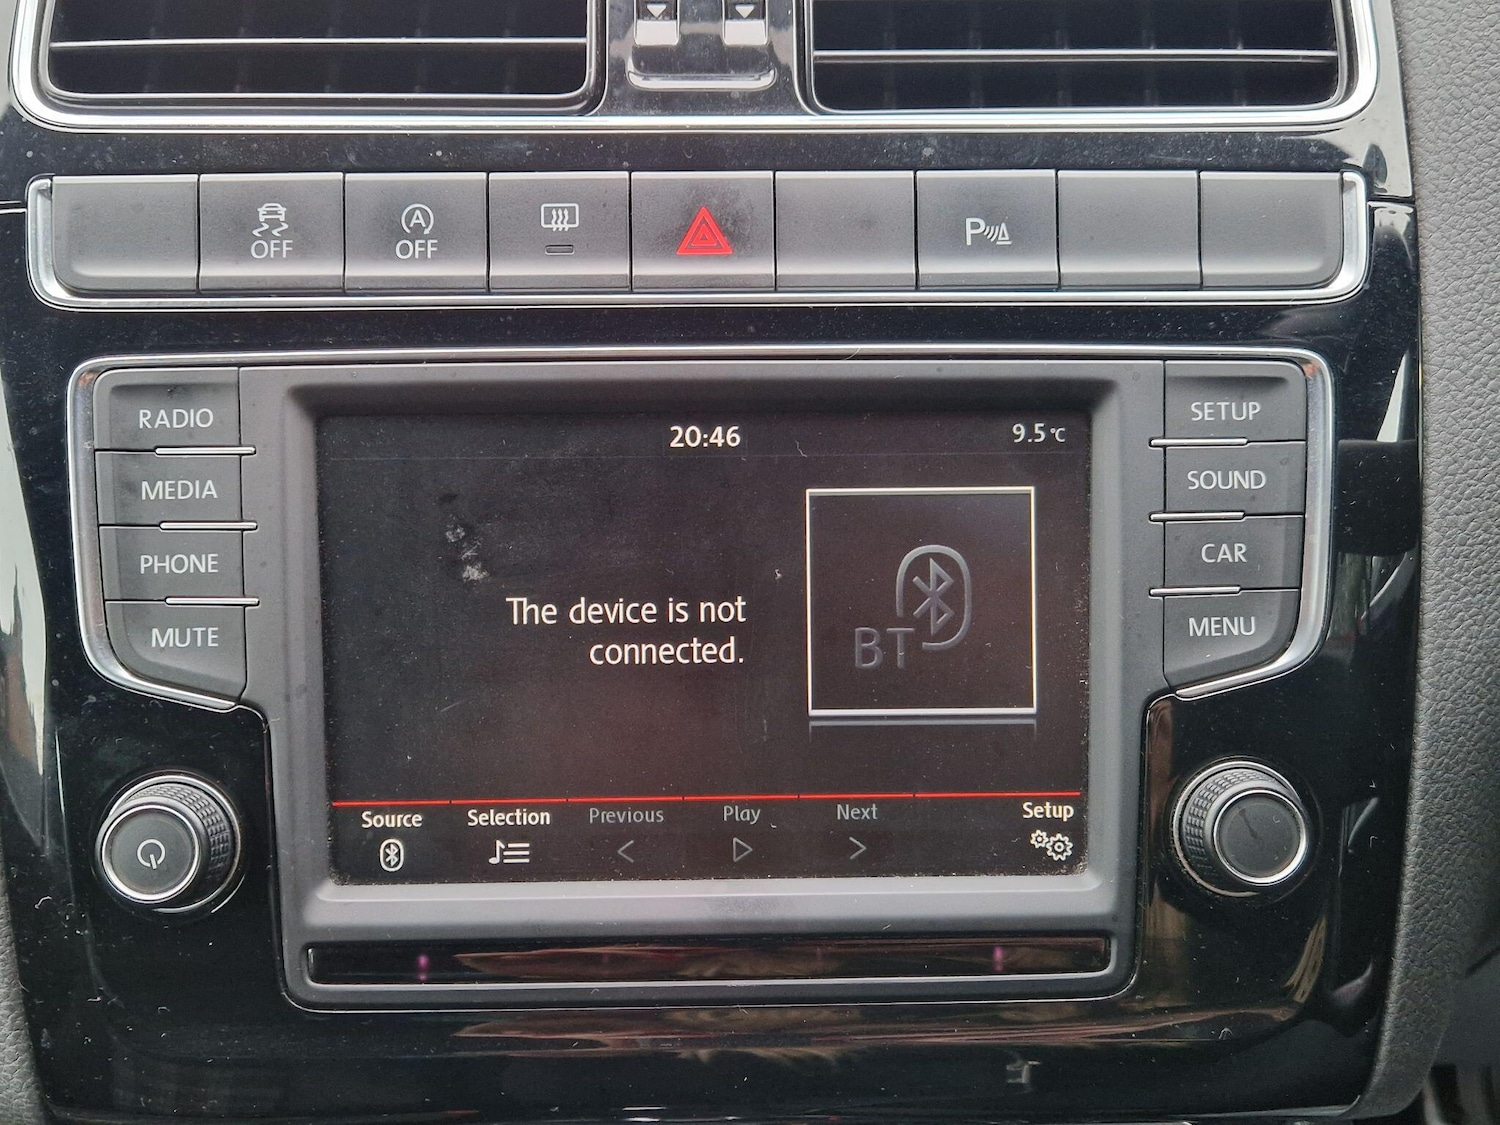 OFF
A
OFF
P
RADIO
MEDIA
PHONE
MUTE
20:46
9.5°C
The device is not
connected.
BT
Source
Selection
Previous
Play
Next
Setup
SETUP
SOUND
CAR
MENU